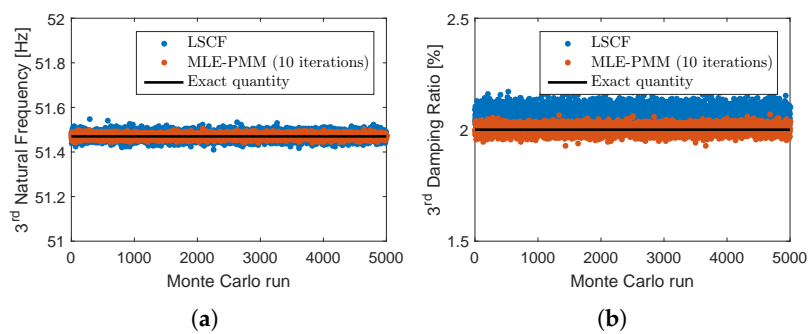 52
51.8
51.6
51.4
51.2
51
3rd Natural Frequency [Hz]
LSCF
MLE-PMM (10 iterations)
Exact quantity
0 1000 2000 3000 4000 5000
Monte Carlo run
(a)
2.5
2
1.5
3rd Damping Ratio [%]
LSCF
MLE-PMM (10 iterations)
Exact quantity
0 1000 2000 3000 4000 5000
Monte Carlo run
(b)